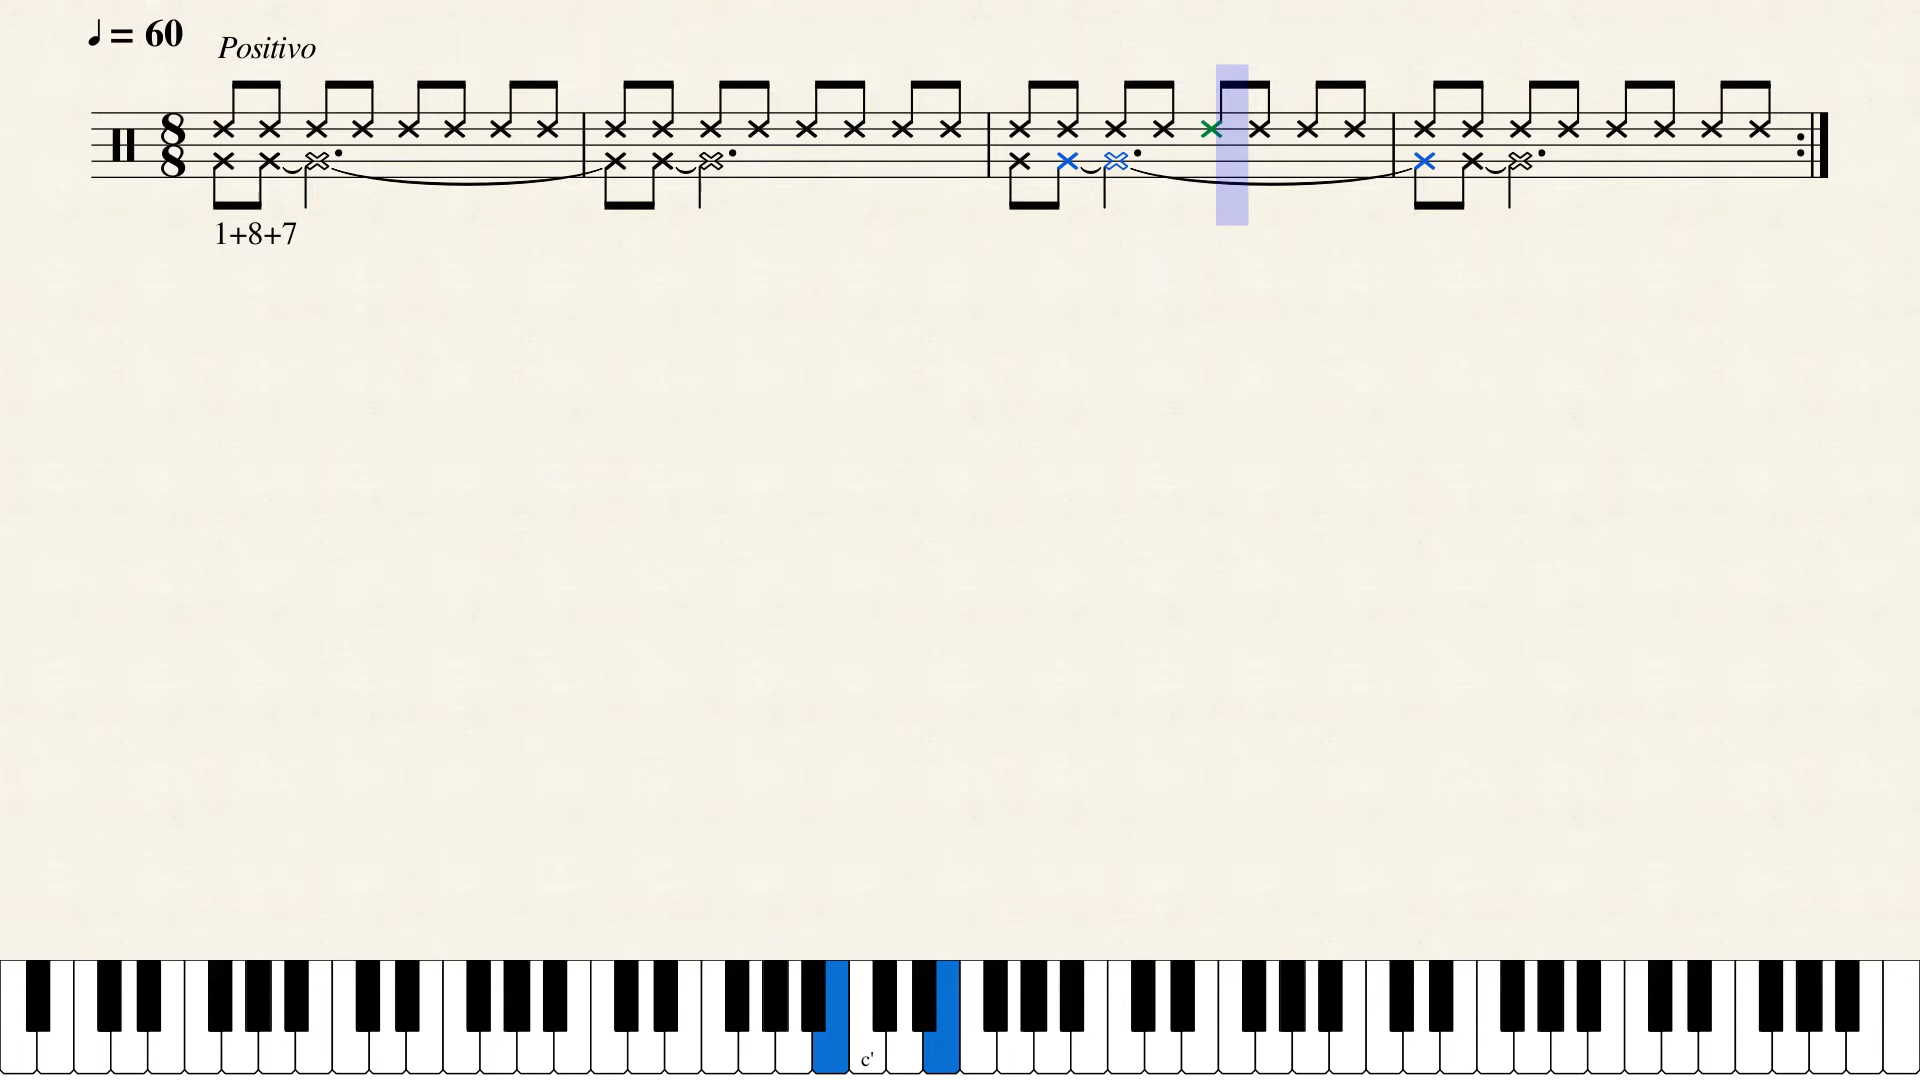 ♩ = 60
Positivo
8
8
1+8+7
c'